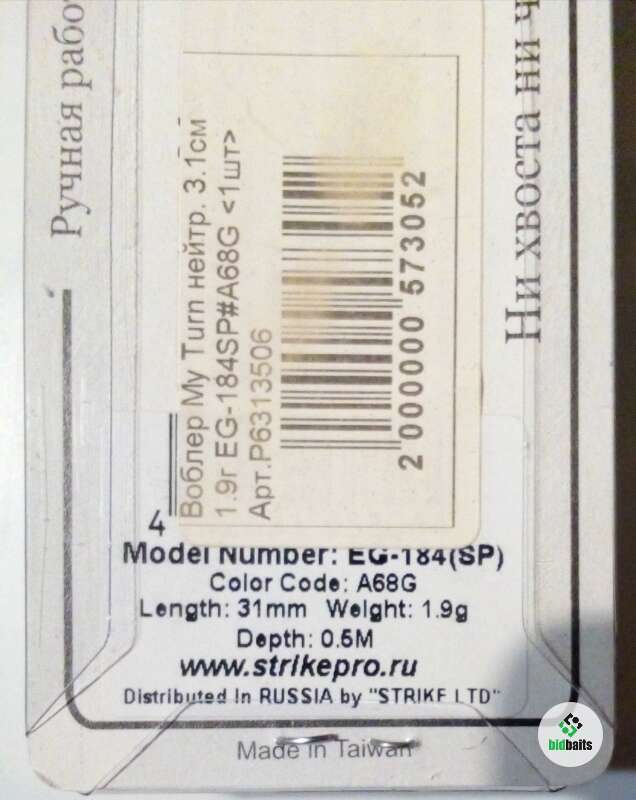 Ручная
Воблер My Turn нейтр. 3.1см
1.9г EG-184SP#A68G <1шт>
Арт.P6313506
2 000000 573052
Ни хвоста ни
4
Model Number: EG-184(SP)
Color Code: A68G
Length: 31mm Weight: 1.9g
Depth: 0.5M
www.strikepro.ru
Distributed in RUSSIA by "STRIKE LTD"
Made in Taiwan
bidbaits